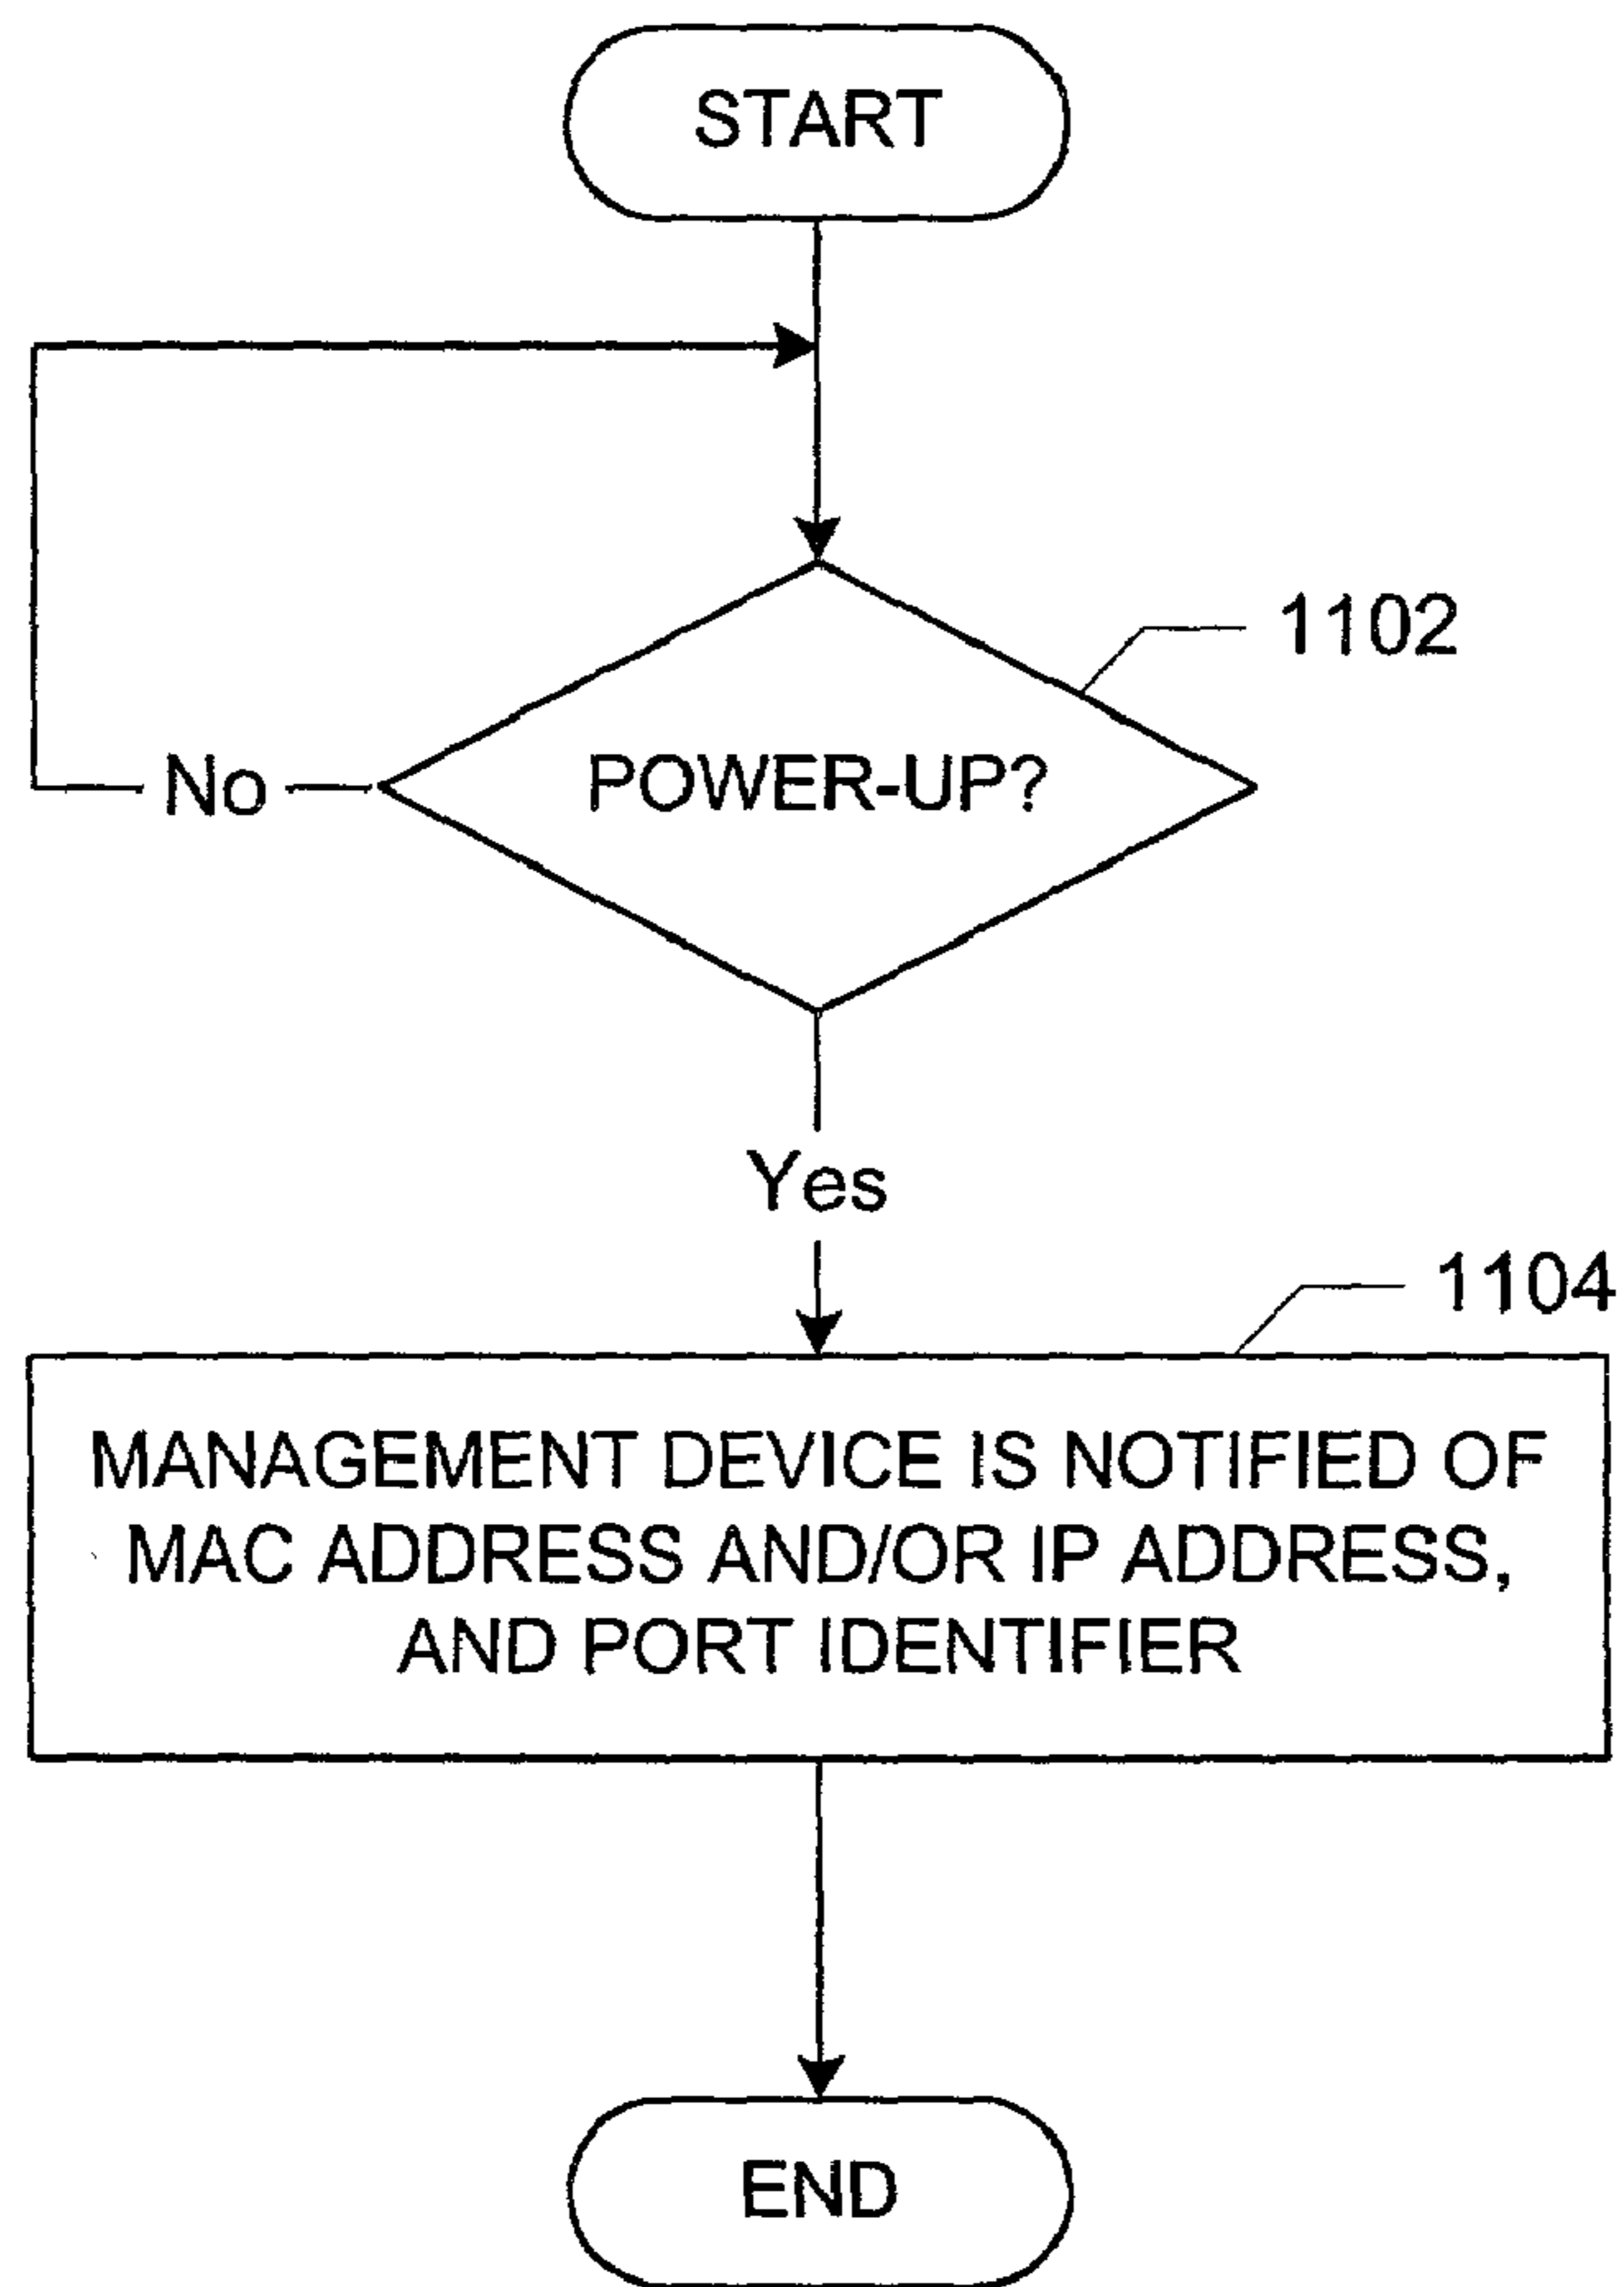 START
1102
No
POWER-UP?
Yes
1104
MANAGEMENT DEVICE IS NOTIFIED OF
MAC ADDRESS AND/OR IP ADDRESS,
AND PORT IDENTIFIER
END